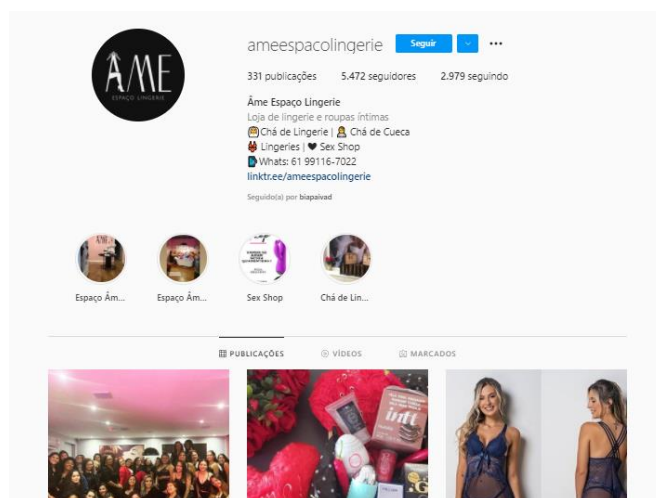 ÂME
ESPAÇO LINGERIE
ameespacolingerie Seguir
331 publicações 5.472 seguidores 2.979 seguindo
Âme Espaço Lingerie
Loja de lingerie e roupas íntimas
Chá de Lingerie | Chá de Cueca
Lingeries | Sex Shop
Whats: 61 99116-7022
linktr.ee/ameespacolingerie
Seguido(a) por biapaivad
ÂME
Espaço Âm... Espaço Âm... Sex Shop Chá de Lin...
PUBLICAÇÕES VÍDEOS MARCADOS
intt